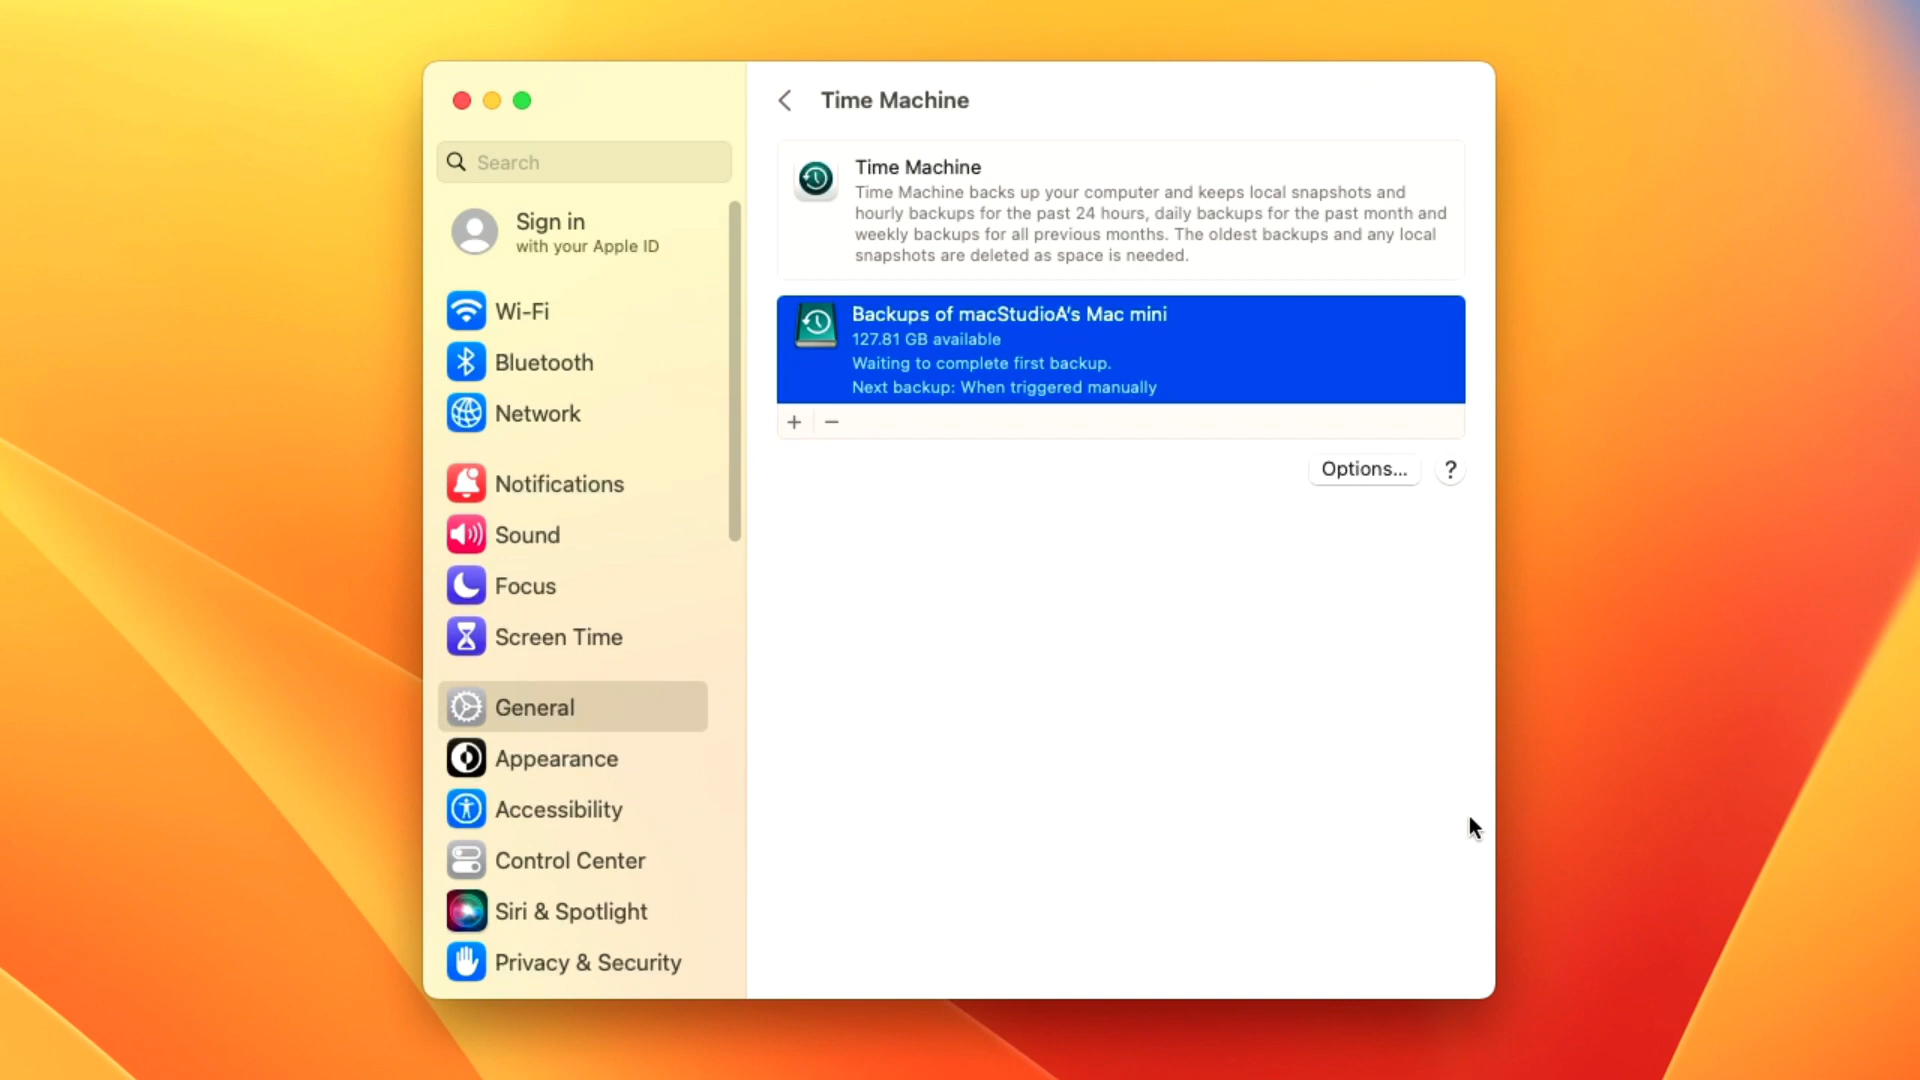 Time Machine
Search
Sign in
with your Apple ID
Wi-Fi
Bluetooth
Network
Notifications
Sound
Focus
Screen Time
General
Appearance
Accessibility
Control Center
Siri & Spotlight
Privacy & Security
Time Machine
Time Machine backs up your computer and keeps local snapshots and
hourly backups for the past 24 hours, daily backups for the past month and
weekly backups for all previous months. The oldest backups and any local
snapshots are deleted as space is needed.
Backups of macStudioA's Mac mini
127.81 GB available
Waiting to complete first backup.
Next backup: When triggered manually
+ −
Options... ?